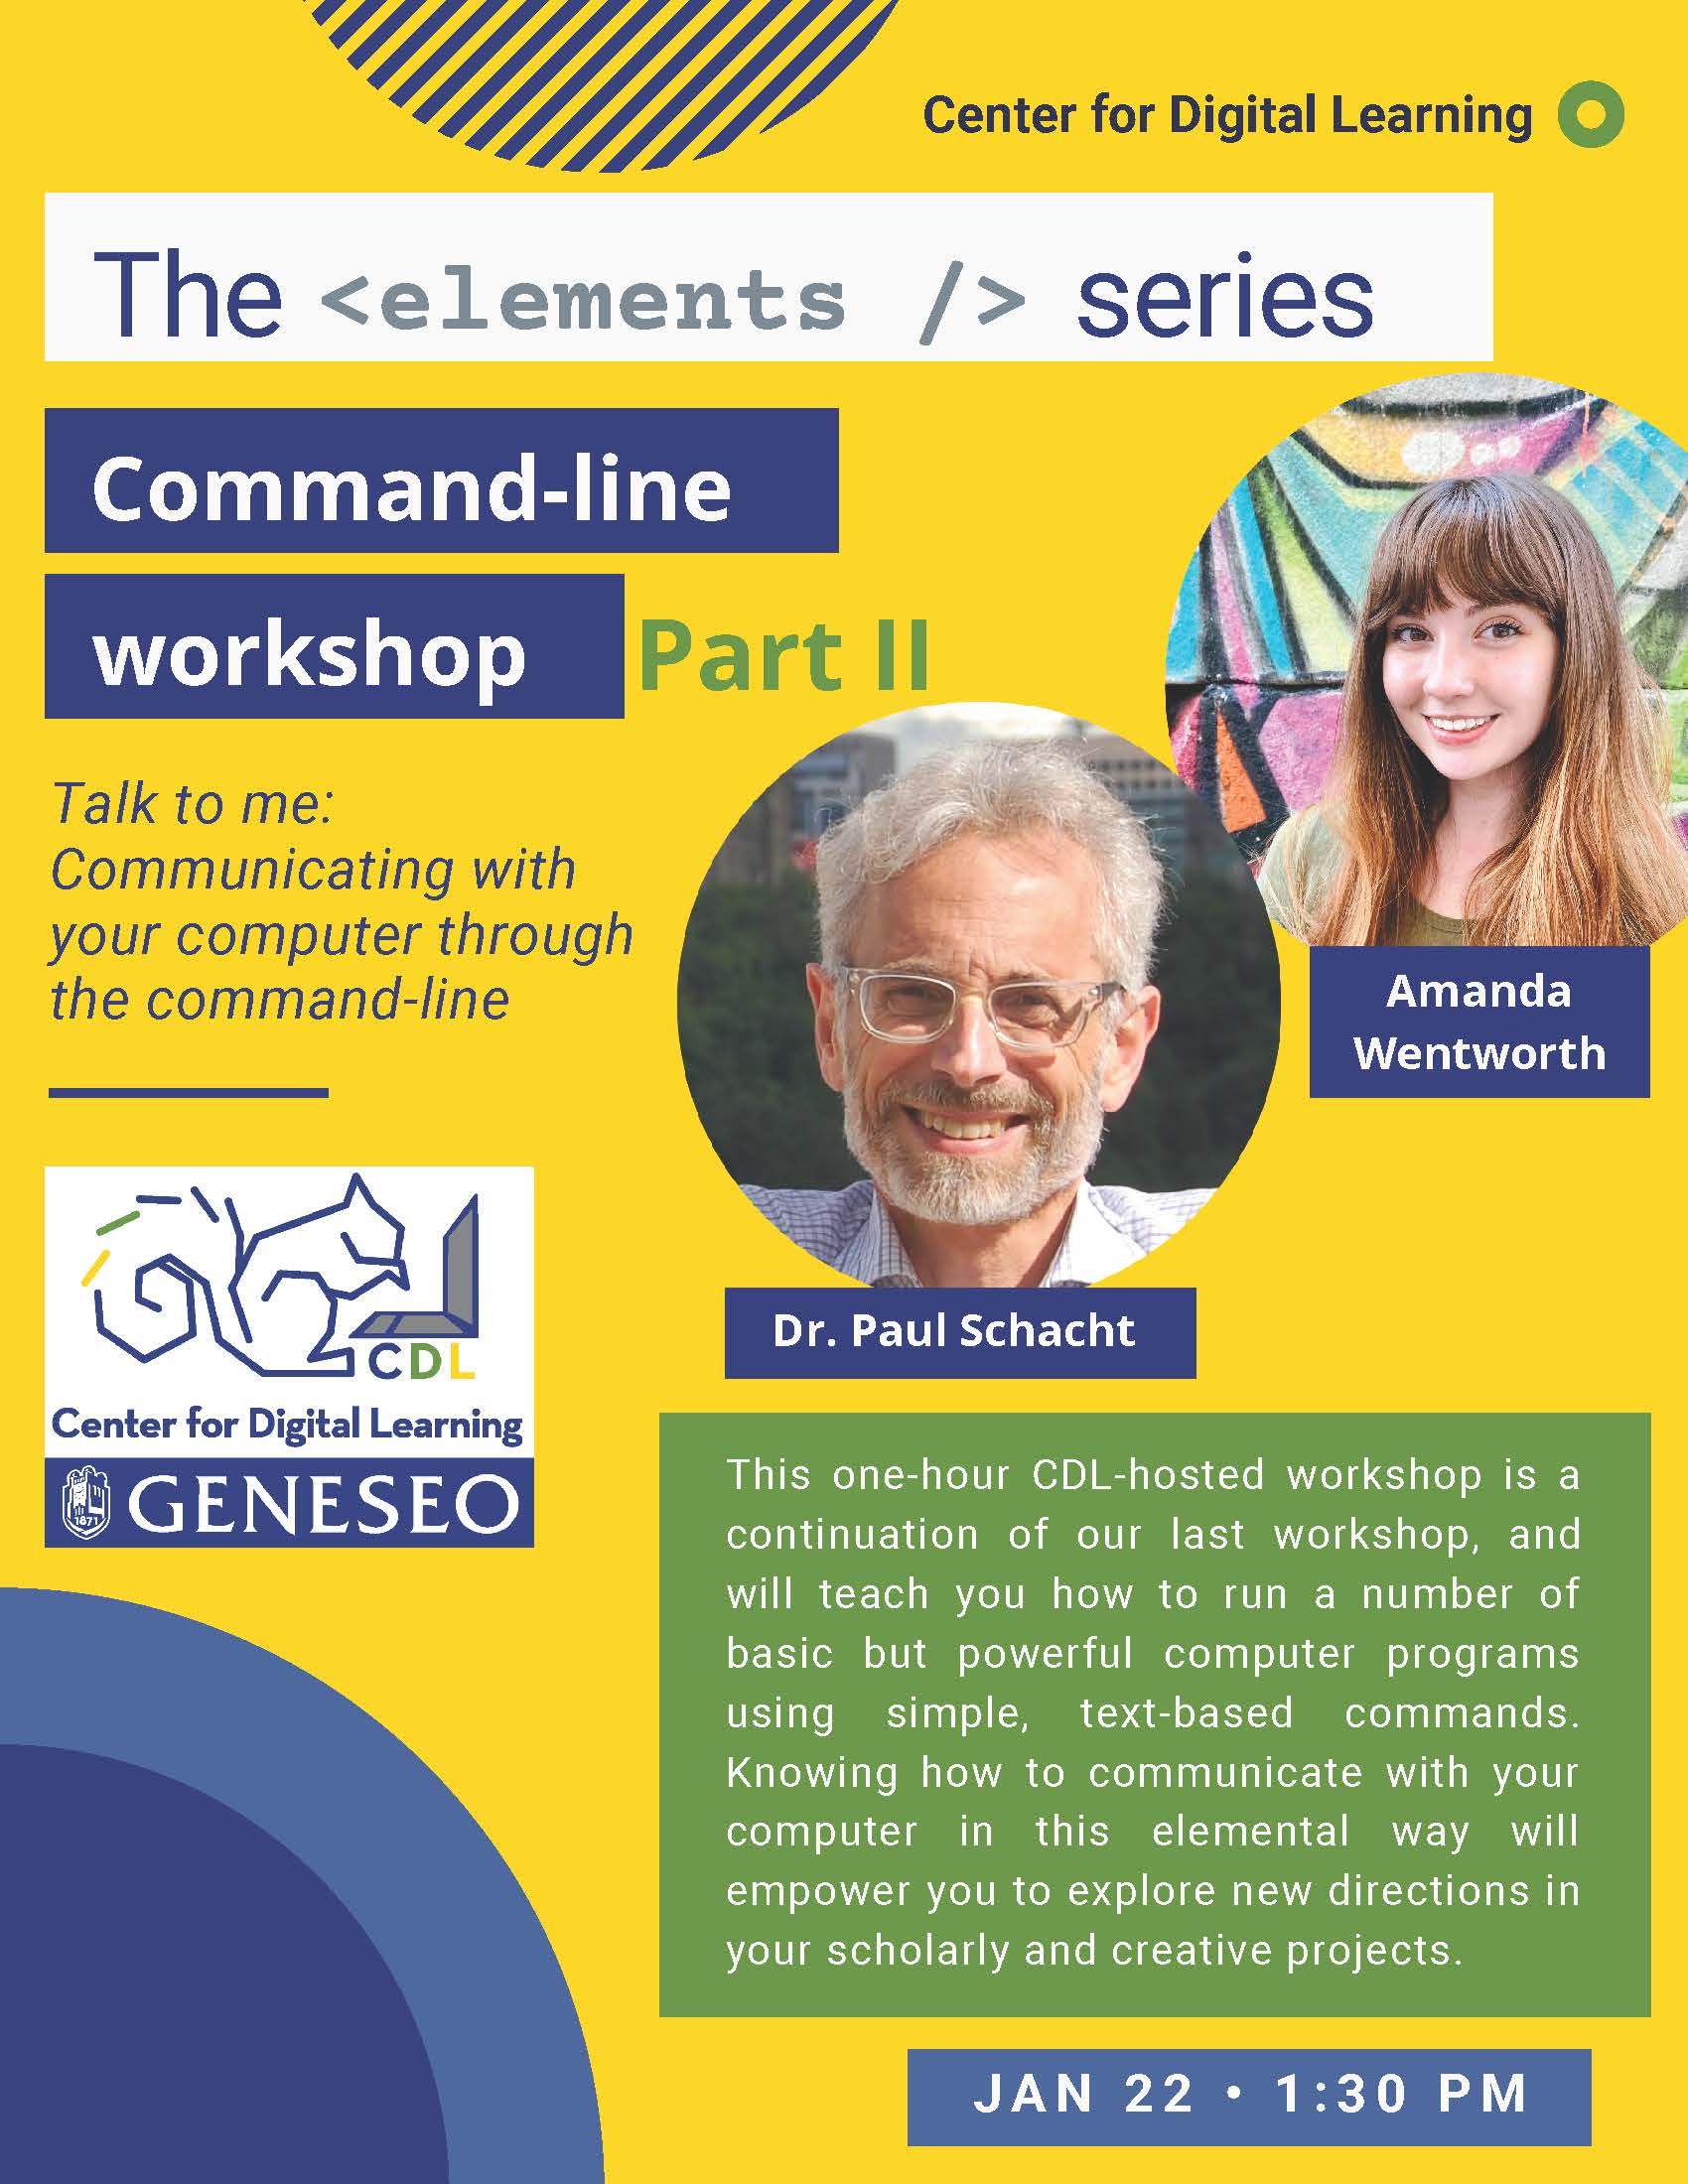 Center for Digital Learning
The <elements /> series
Command-line
workshop Part II
Talk to me:
Communicating with
your computer through
the command-line
Amanda
Wentworth
Dr. Paul Schacht
CDL
Center for Digital Learning
1871
GENESEO
This one-hour CDL-hosted workshop is a
continuation of our last workshop, and
will teach you how to run a number of
basic but powerful computer programs
using simple, text-based commands.
Knowing how to communicate with your
computer in this elemental way will
empower you to explore new directions in
your scholarly and creative projects.
JAN 22 • 1:30 PM